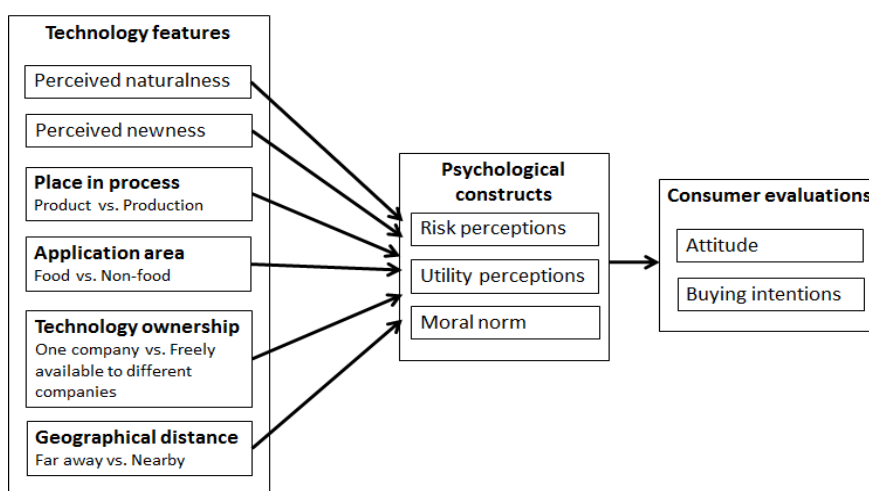 Technology features
Perceived naturalness
Perceived newness
Place in process
Product vs. Production
Application area
Food vs. Non-food
Technology ownership
One company vs. Freely
available to different
companies
Geographical distance
Far away vs. Nearby
Psychological
constructs
Risk perceptions
Utility perceptions
Moral norm
Consumer evaluations
Attitude
Buying intentions